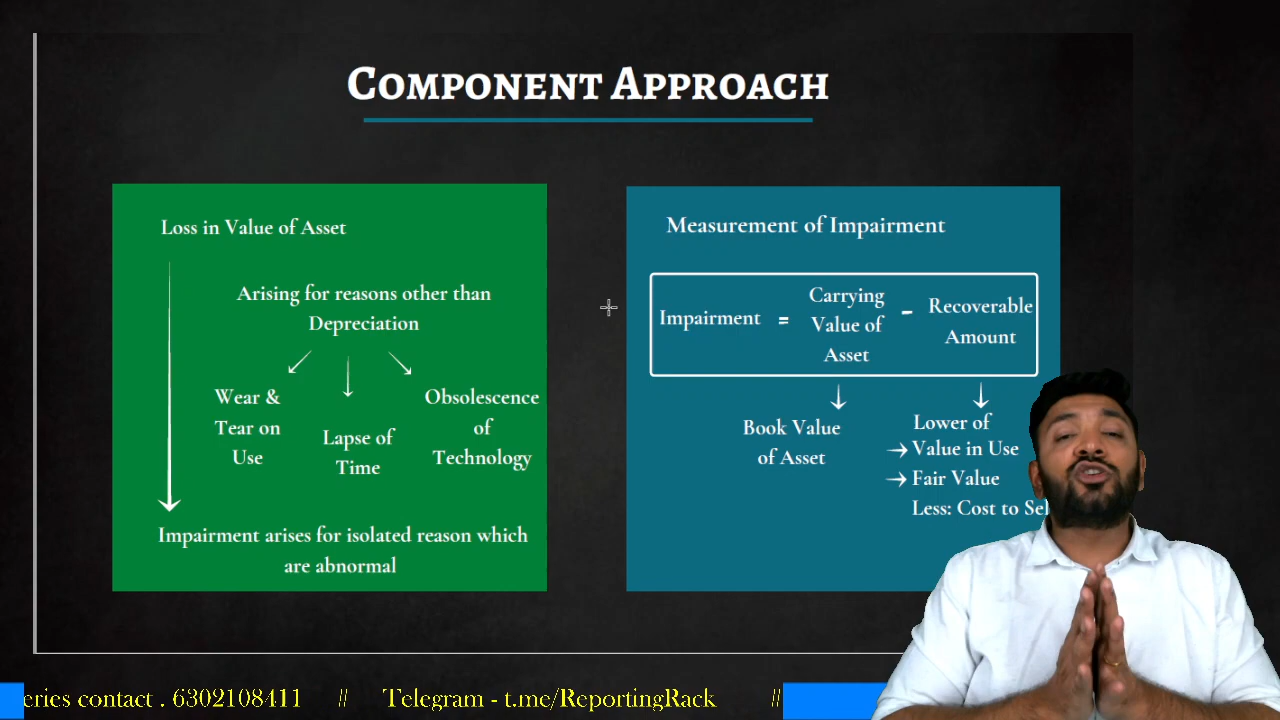 COMPONENT APPROACH
Loss in Value of Asset
Arising for reasons other than
Depreciation
Wear &
Tear on
Use
Lapse of
Time
Obsolescence
of
Technology
Impairment arises for isolated reason which
are abnormal
Measurement of Impairment
Impairment = Carrying
Value of
Asset
- Recoverable
Amount
Book Value
of Asset
Lower of
→ Value in Use
→ Fair Value
Less: Cost to
contact . 6302108411 // Telegram - t.me/ReportingRack //